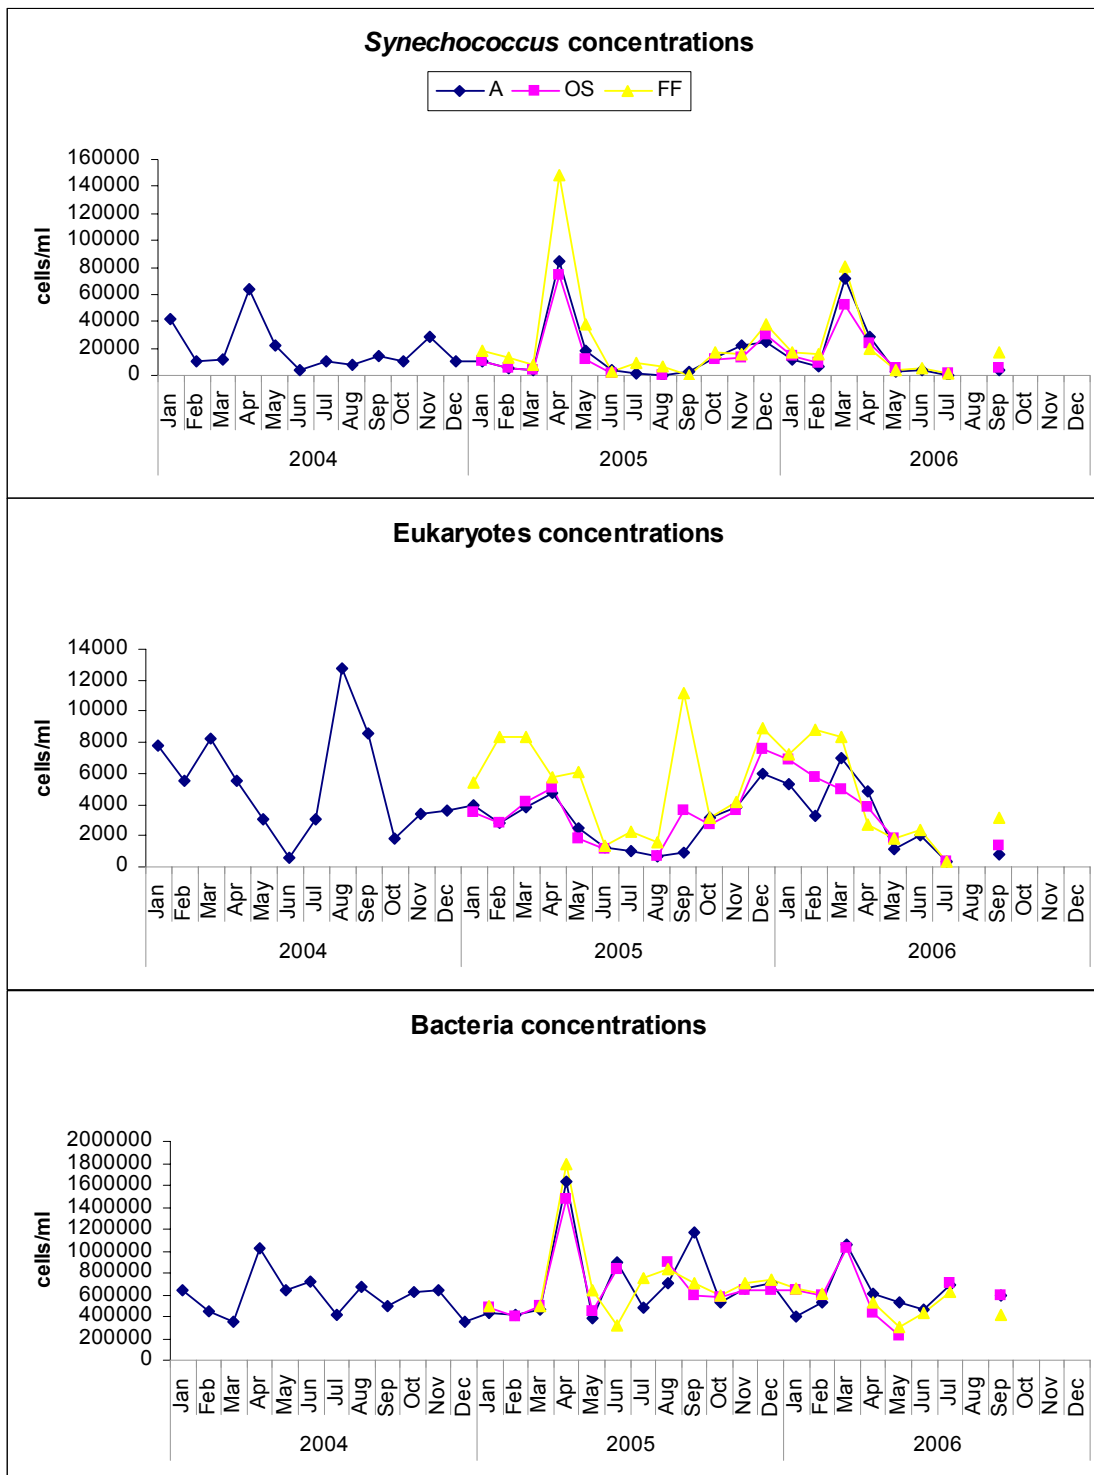 Synechococcus concentrations
A OS FF
160000
140000
120000
100000
80000
60000
40000
20000
0
cells/ml
Jan Feb Mar Apr May Jun Jul Aug Sep Oct Nov Dec Jan Feb Mar Apr May Jun Jul Aug Sep Oct Nov Dec Jan Feb Mar Apr May Jun Jul Aug Sep Oct Nov Dec
2004 2005 2006
Eukaryotes concentrations
14000
12000
10000
8000
6000
4000
2000
0
cells/ml
Jan Feb Mar Apr May Jun Jul Aug Sep Oct Nov Dec Jan Feb Mar Apr May Jun Jul Aug Sep Oct Nov Dec Jan Feb Mar Apr May Jun Jul Aug Sep Oct Nov Dec
2004 2005 2006
Bacteria concentrations
2000000
1800000
1600000
1400000
1200000
1000000
800000
600000
400000
200000
0
cells/ml
Jan Feb Mar Apr May Jun Jul Aug Sep Oct Nov Dec Jan Feb Mar Apr May Jun Jul Aug Sep Oct Nov Dec Jan Feb Mar Apr May Jun Jul Aug Sep Oct Nov Dec
2004 2005 2006